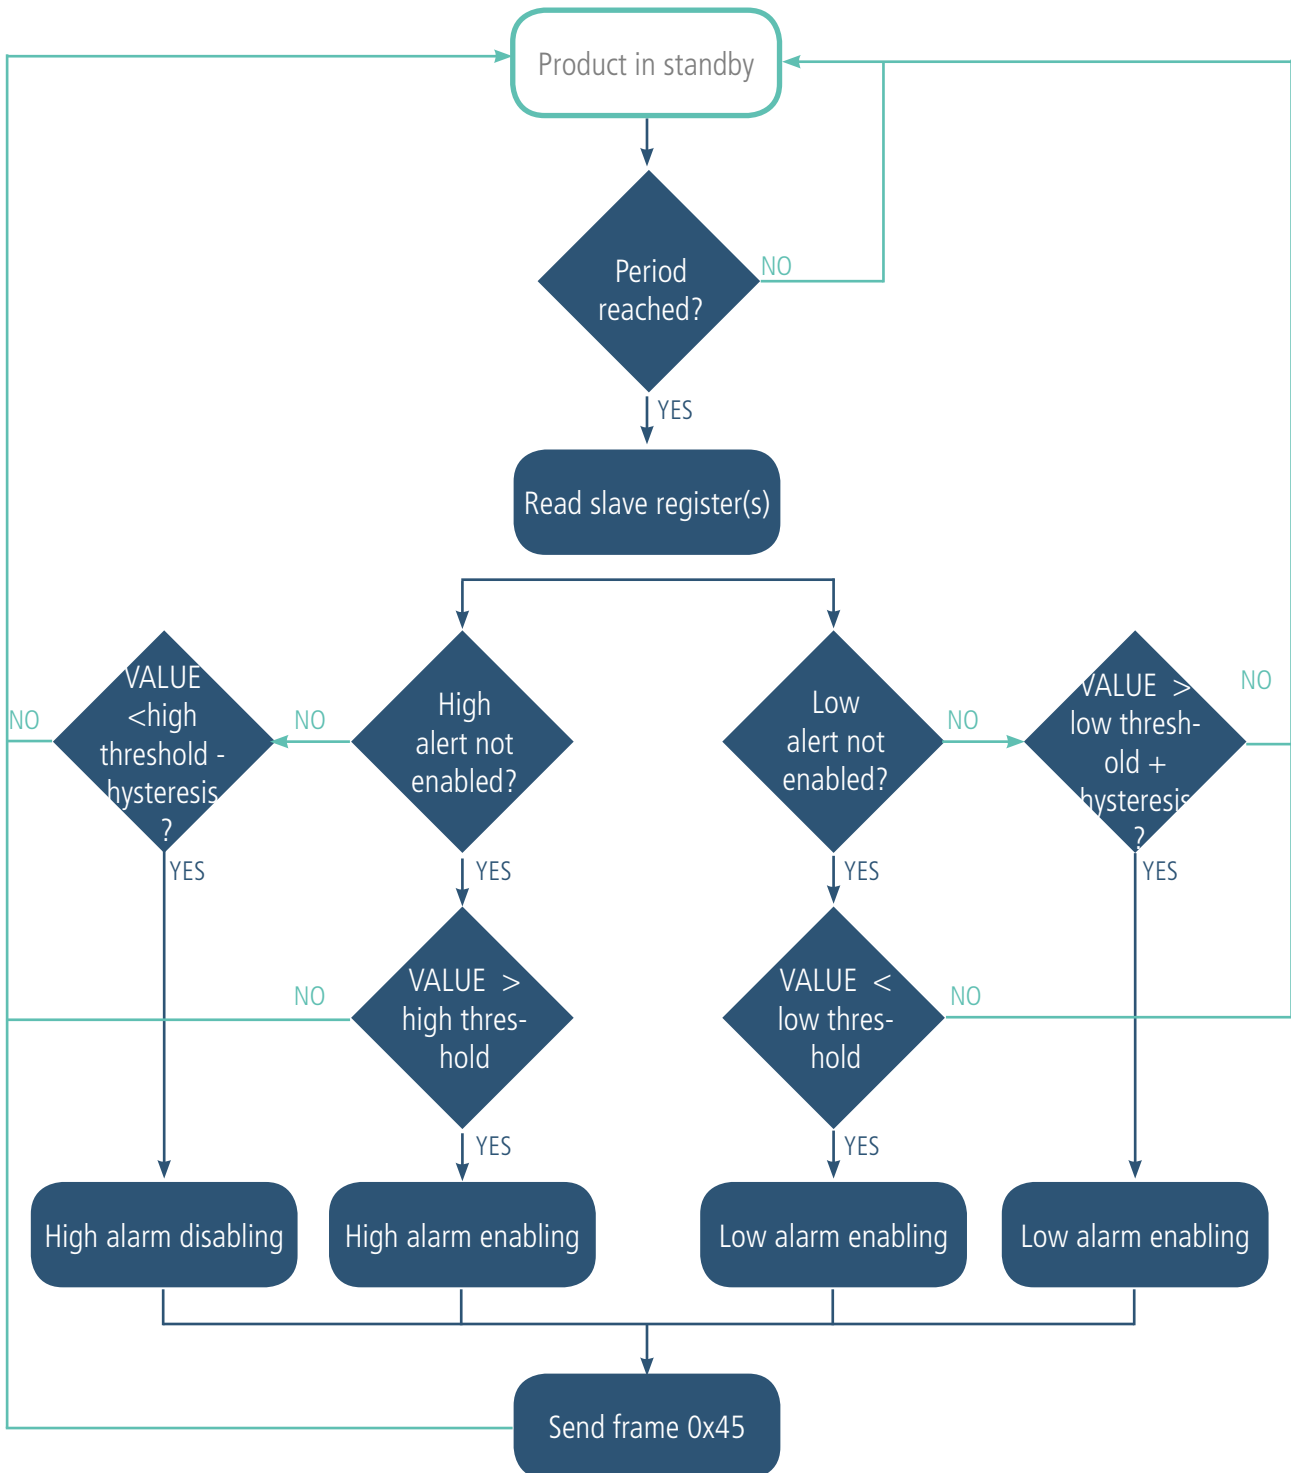 Product in standby
Period
reached?
NO
YES
Read slave register(s)
VALUE
<high
threshold -
hysteresis
?
NO
YES
NO
High
alert not
enabled?
YES
Low
alert not
enabled?
NO
YES
VALUE >
low thresh-
old +
hysteresis
?
NO
YES
VALUE >
high thres-
hold
NO
YES
VALUE <
low thres-
hold
NO
YES
High alarm disabling
High alarm enabling
Low alarm enabling
Low alarm enabling
Send frame 0x45